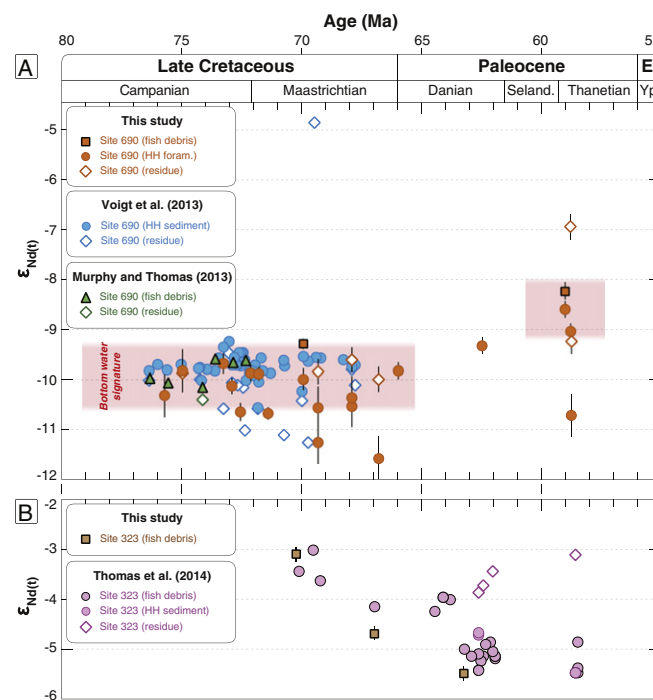 Age (Ma)
80 75 70 65 60 5
A Late Cretaceous Paleocene E
Campanian Maastrichtian Danian Seland. Thanetian Yp
This study
Site 690 (fish debris)
Site 690 (HH foram.)
Site 690 (residue)
Voigt et al. (2013)
Site 690 (HH sediment)
Site 690 (residue)
Murphy and Thomas (2013)
Site 690 (fish debris)
Site 690 (residue)
Bottom water
signature
εNd(t)
-5
-6
-7
-8
-9
-10
-11
-12
B
This study
Site 323 (fish debris)
Thomas et al. (2014)
Site 323 (fish debris)
Site 323 (HH sediment)
Site 323 (residue)
εNd(t)
-2
-3
-4
-5
-6